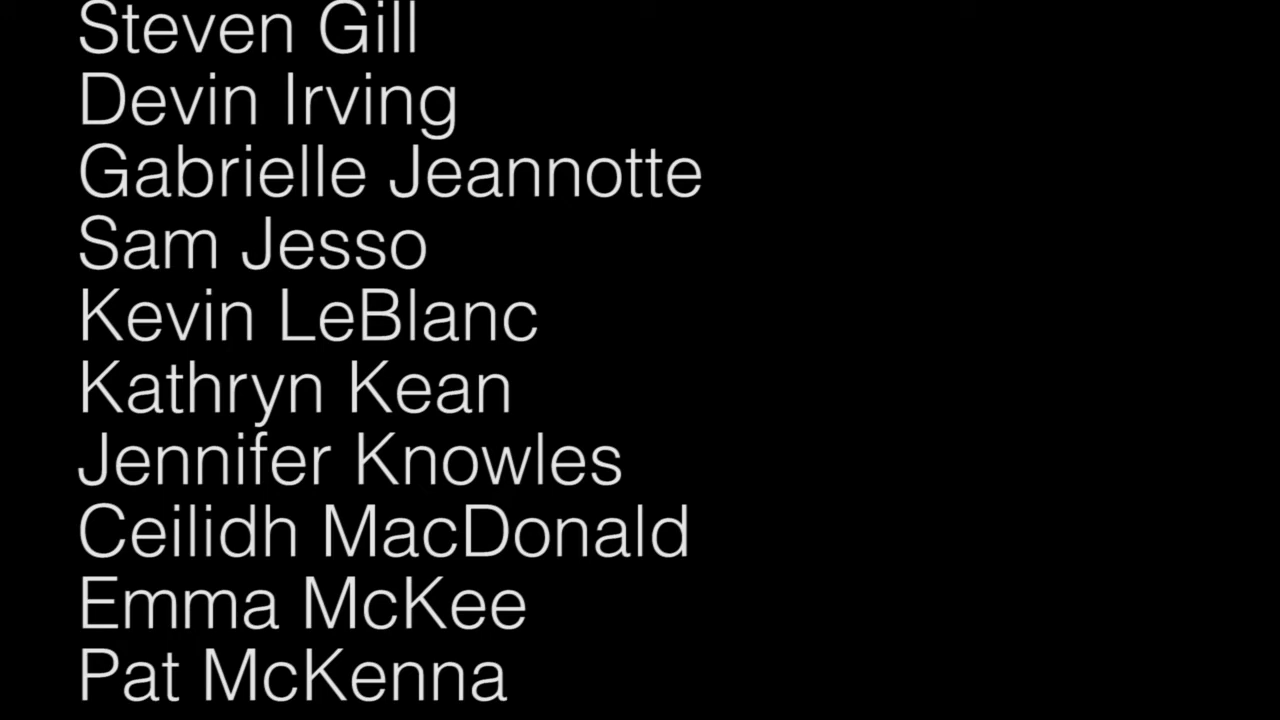 Steven Gill
Devin Irving
Gabrielle Jeannotte
Sam Jesso
Kevin LeBlanc
Kathryn Kean
Jennifer Knowles
Ceilidh MacDonald
Emma McKee
Pat McKenna